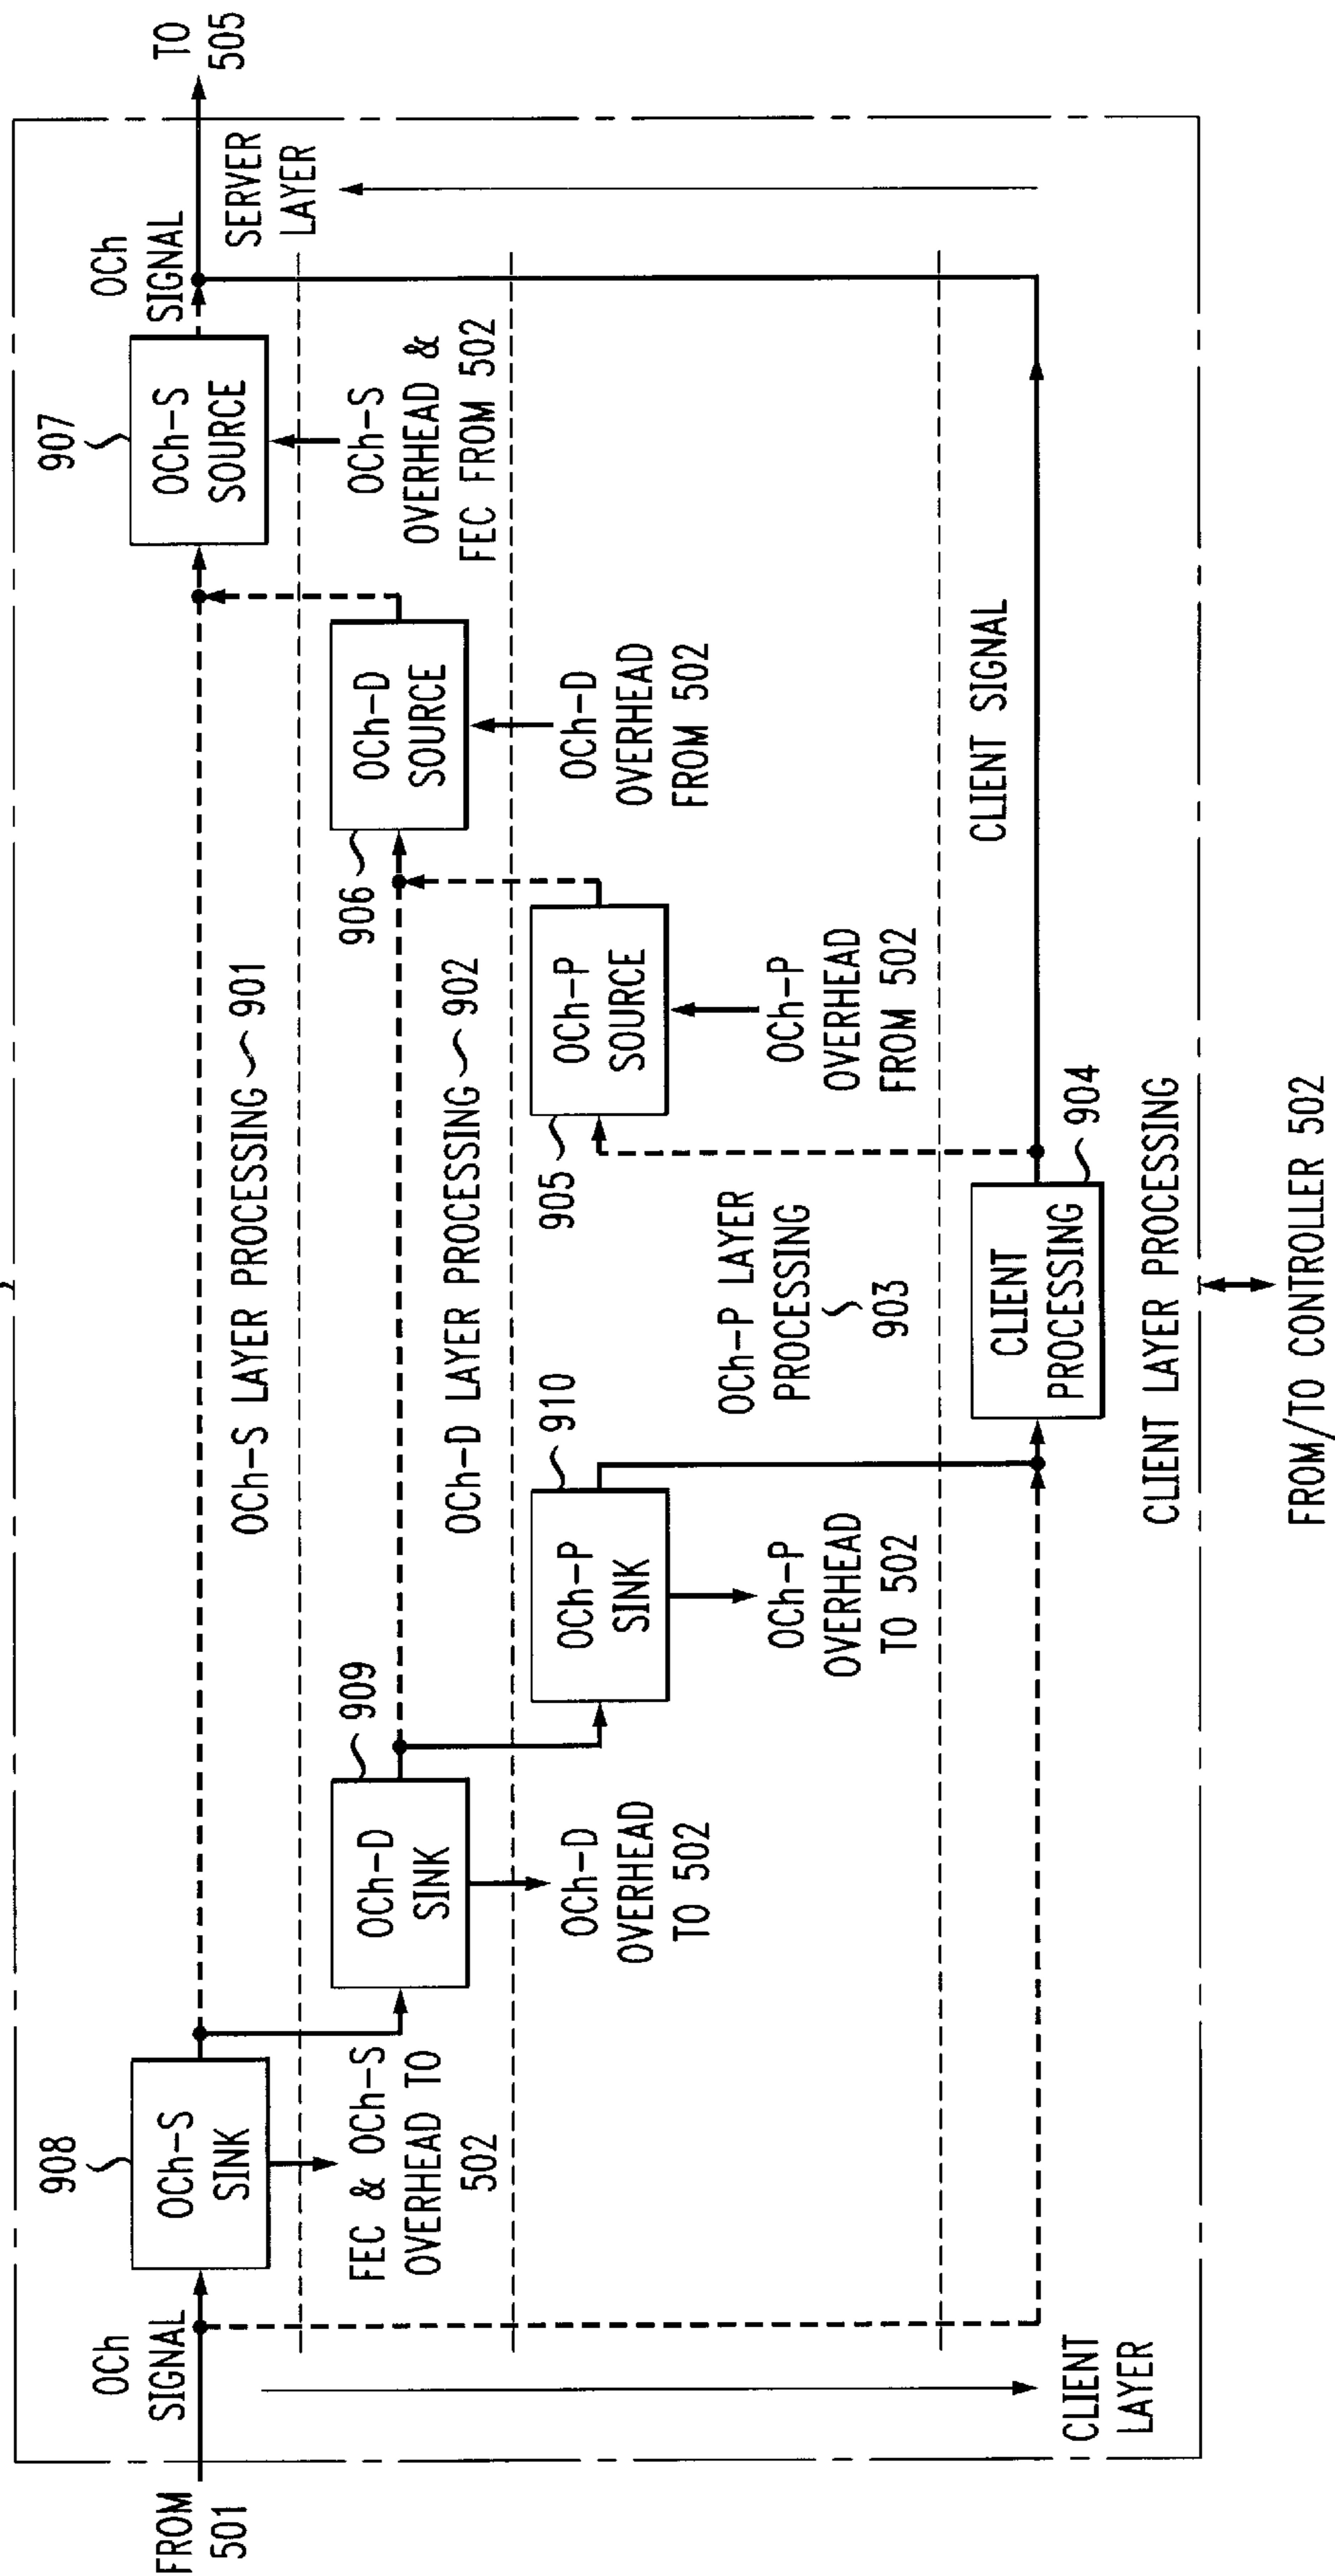 FROM
501
OCh
SIGNAL
908
OCh-S
SINK
FEC & OCh-S
OVERHEAD TO
502
CLIENT
LAYER
909
OCh-D
SINK
OCh-D
OVERHEAD
TO 502
910
OCh-P
SINK
OCh-P
OVERHEAD
TO 502
OCh-S LAYER PROCESSING 901
OCh-D LAYER PROCESSING 902
OCh-P LAYER
PROCESSING
903
CLIENT
PROCESSING
904
CLIENT LAYER PROCESSING
FROM/TO CONTROLLER 502
905
OCh-P
SOURCE
OCh-P
OVERHEAD
FROM 502
906
OCh-D
SOURCE
OCh-D
OVERHEAD
FROM 502
CLIENT SIGNAL
907
OCh-S
SOURCE
OCh-S
OVERHEAD &
FEC FROM 502
OCh
SIGNAL
SERVER
LAYER
TO
505